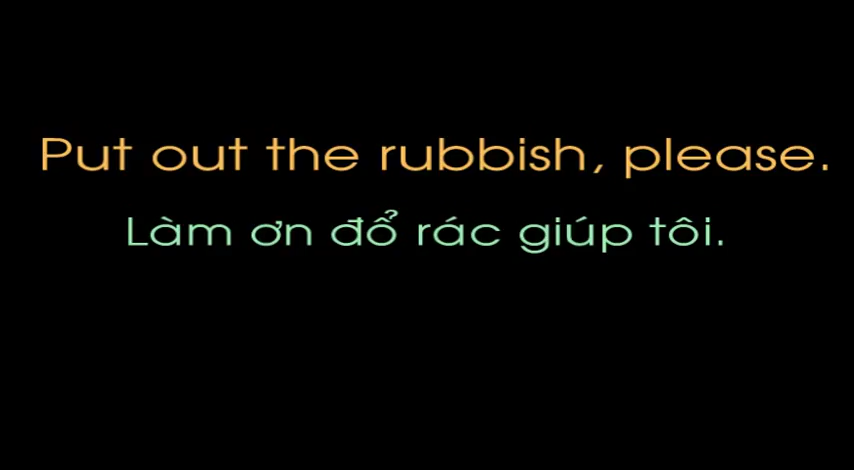 Put out the rubbish, please.
Làm ơn đổ rác giúp tôi.